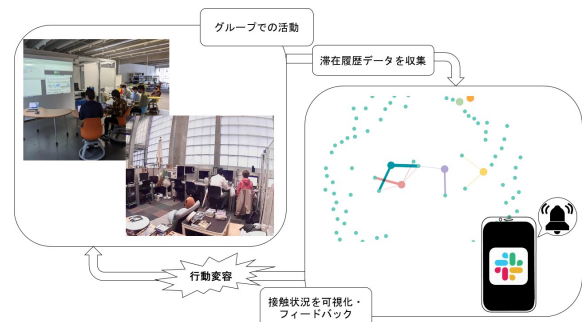 グループでの活動
滞在履歴データを収集
行動変容
接触状況を可視化・
フィードバック